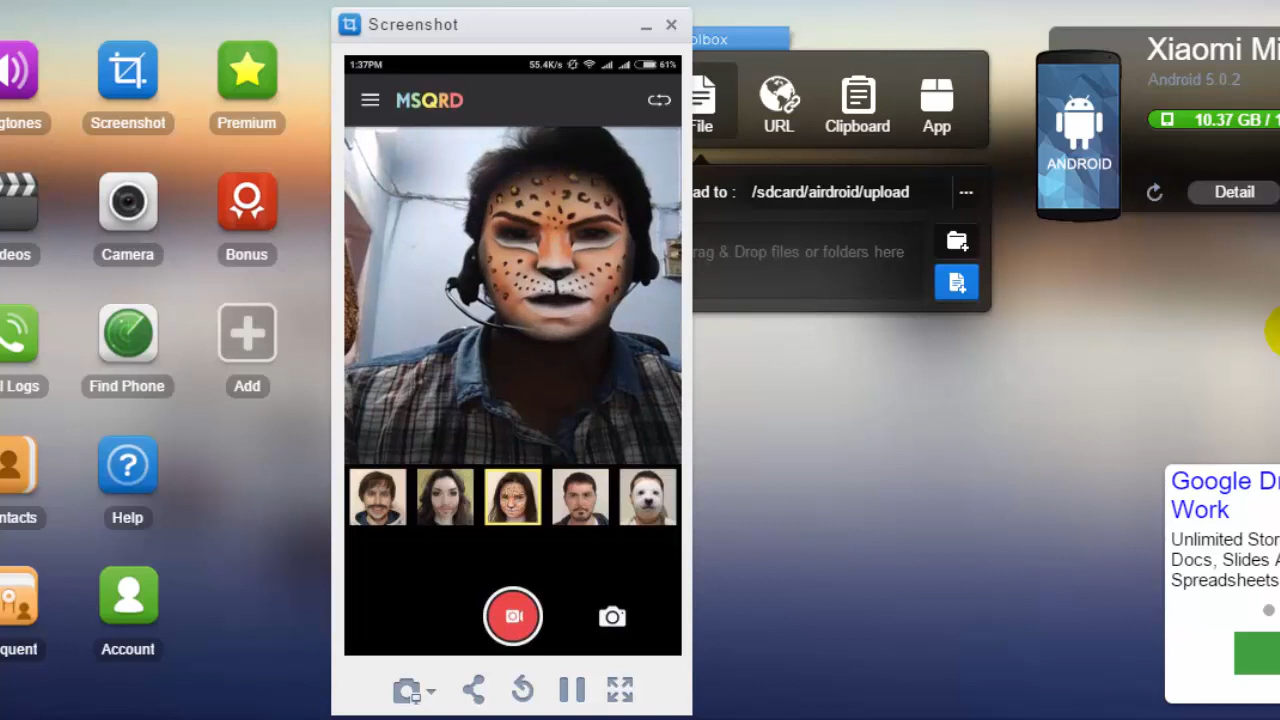 Screenshot
1:37PM
55.4K/s
61%
MSQRD
gtones
Screenshot
Premium
deos
Camera
Bonus
l Logs
Find Phone
Add
ntacts
Help
quent
Account
olbox
File
URL
Clipboard
App
ad to : /sdcard/airdroid/upload
rag & Drop files or folders here
ANDROID
Xiaomi Mi
Android 5.0.2
10.37 GB / 1
Detail
Google Dr
Work
Unlimited Stor
Docs, Slides A
Spreadsheets